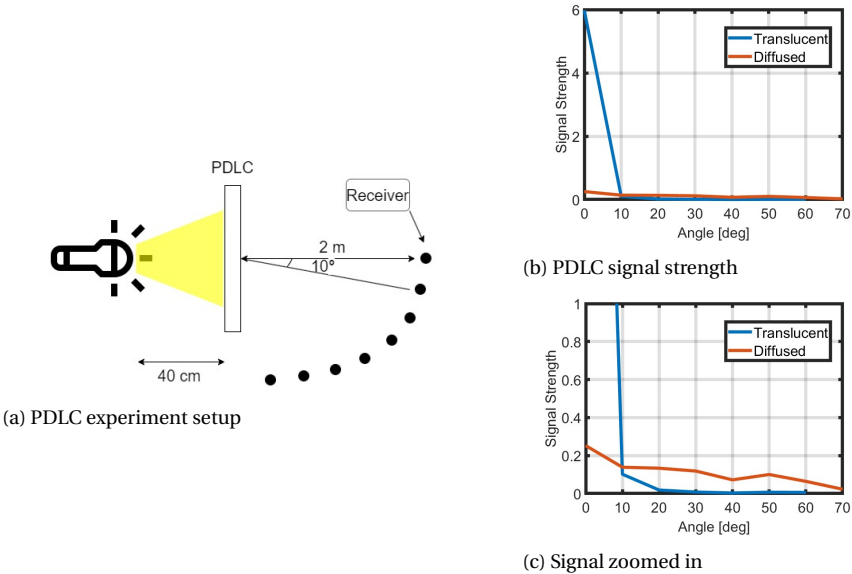 PDLC
Receiver
2 m
10°
40 cm
(a) PDLC experiment setup
6
4
2
0
Signal Strength
Translucent
Diffused
0 10 20 30 40 50 60 70
Angle [deg]
(b) PDLC signal strength
1
0.8
0.6
0.4
0.2
0
Signal Strength
Translucent
Diffused
0 10 20 30 40 50 60 70
Angle [deg]
(c) Signal zoomed in